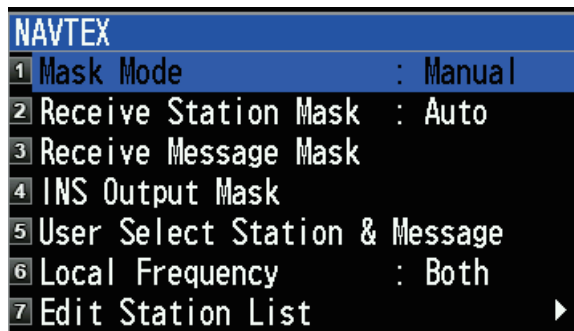 NAVTEX
1 Mask Mode : Manual
2 Receive Station Mask : Auto
3 Receive Message Mask
4 INS Output Mask
5 User Select Station & Message
6 Local Frequency : Both
7 Edit Station List